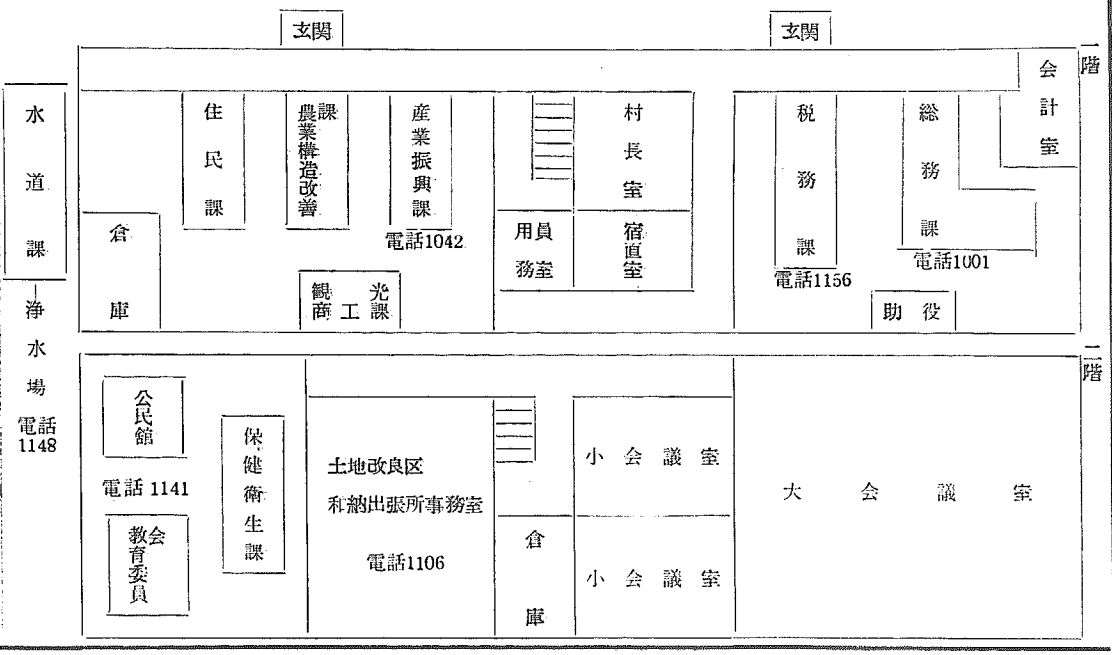 玄関
玄関
一階
水道課
浄水場
電話
1148
倉庫
住民課
農業構造改善課
産業振興課
電話1042
観光
商工課
用員
務室
村長室
宿直室
税務課
電話1156
総務課
電話1001
会計室
助役
二階
公民館
電話 1141
教育委員会
保健衛生課
土地改良区
和納出張所事務室
電話1106
倉庫
小会議室
小会議室
大会議室